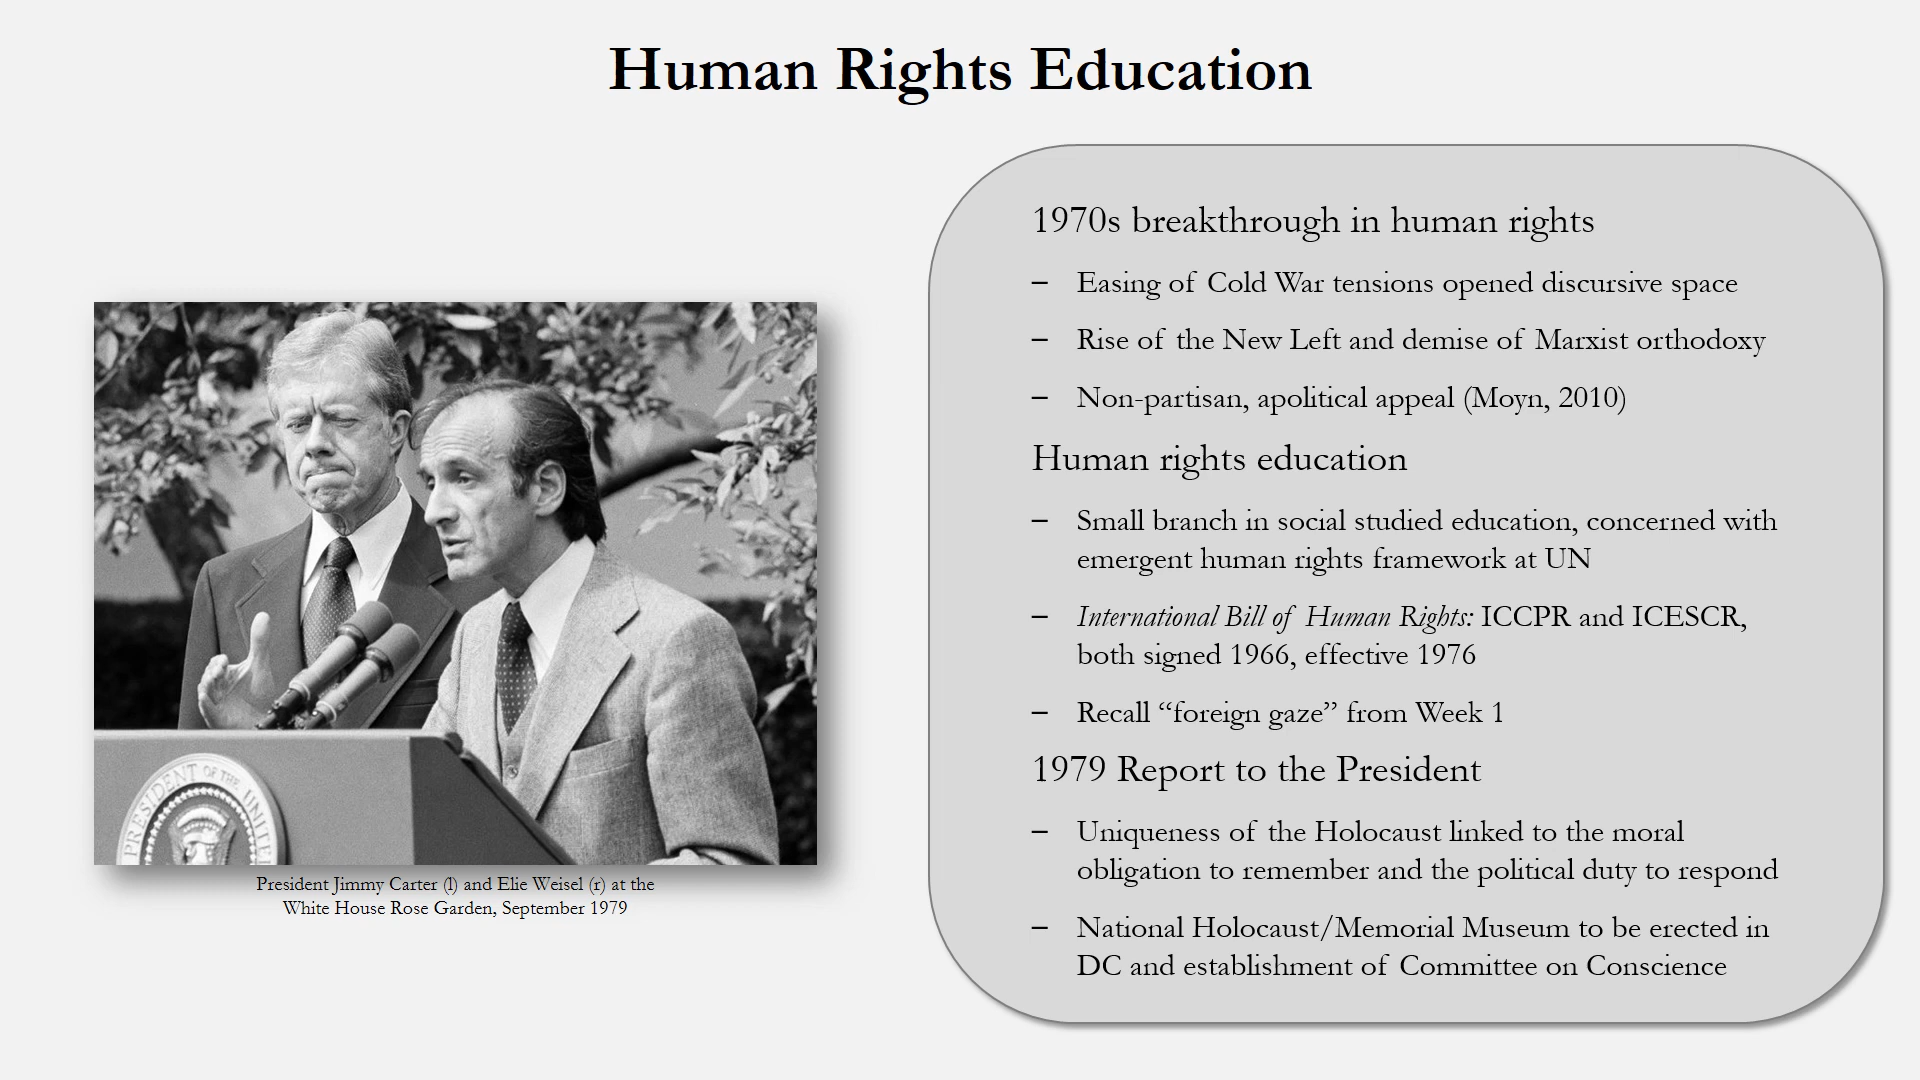 Human Rights Education
1970s breakthrough in human rights
– Easing of Cold War tensions opened discursive space
– Rise of the New Left and demise of Marxist orthodoxy
– Non-partisan, apolitical appeal (Moyn, 2010)
Human rights education
– Small branch in social studied education, concerned with
emergent human rights framework at UN
– International Bill of Human Rights: ICCPR and ICESCR,
both signed 1966, effective 1976
– Recall “foreign gaze” from Week 1
1979 Report to the President
– Uniqueness of the Holocaust linked to the moral
obligation to remember and the political duty to respond
– National Holocaust/Memorial Museum to be erected in
DC and establishment of Committee on Conscience
PRESIDENT OF THE UNITED
President Jimmy Carter (l) and Elie Weisel (r) at the
White House Rose Garden, September 1979